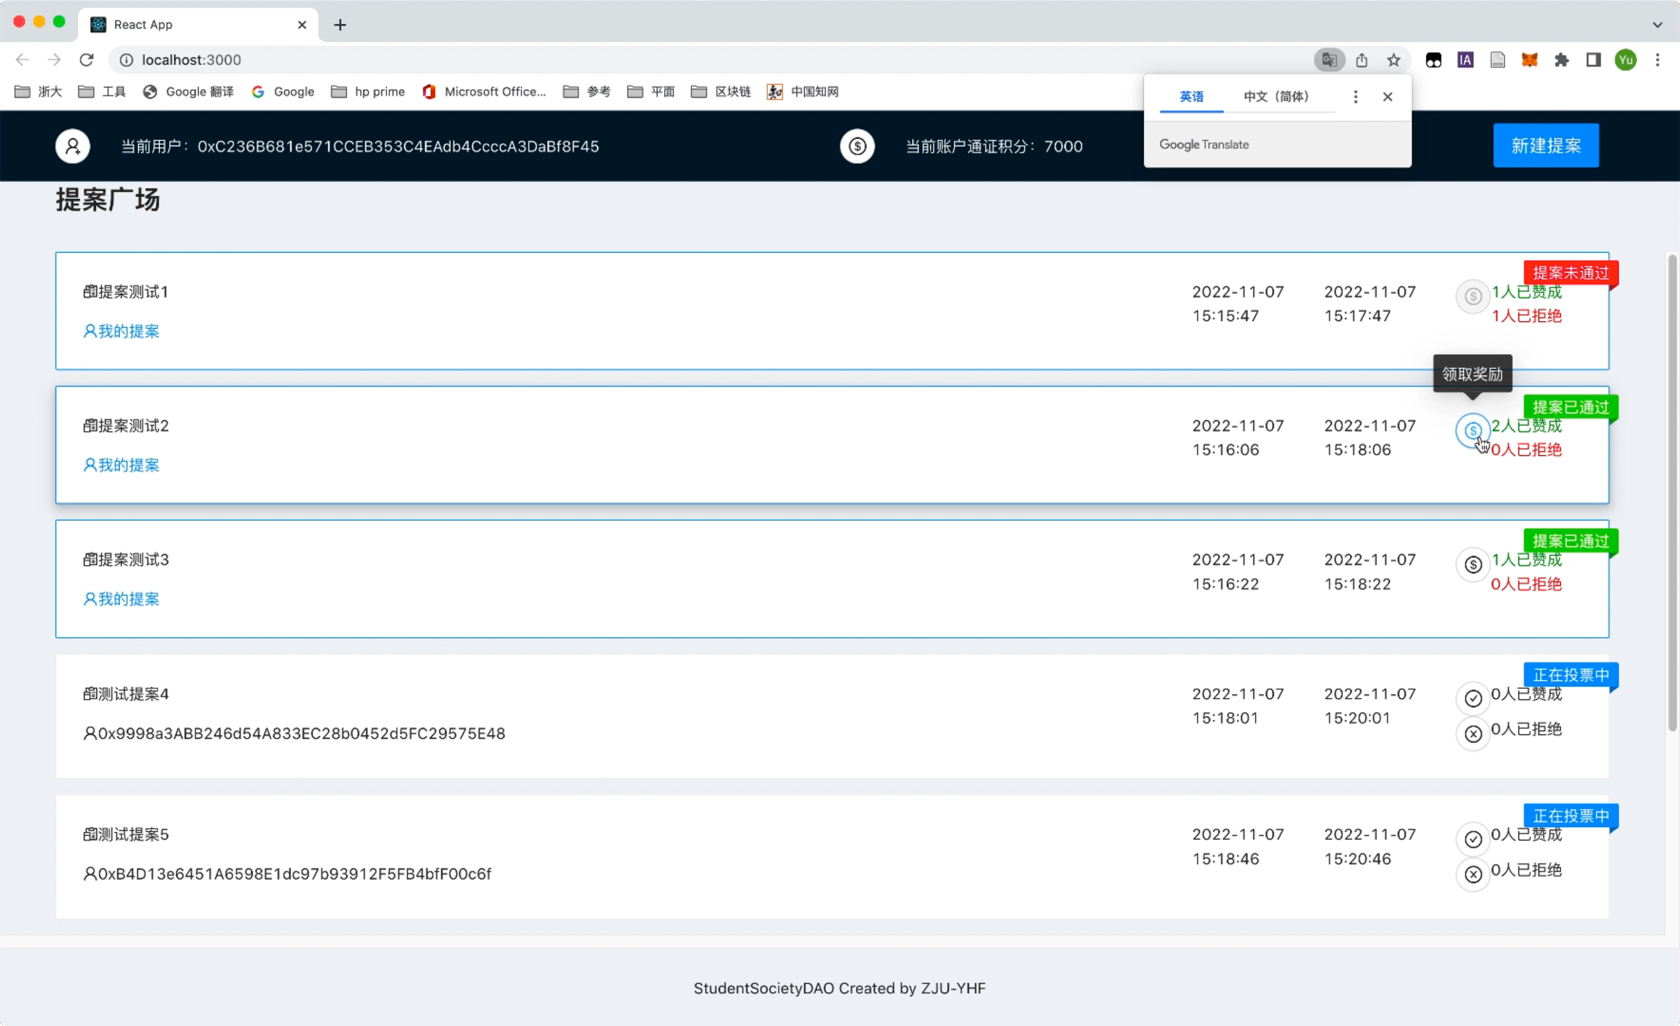 React App
localhost:3000
Yu
浙大
工具
Google 翻译
Google
hp prime
Microsoft Office...
参考
平面
区块链
中国知网
英语
中文（简体）
Google Translate
当前用户：0xC236B681e571CCEB353C4EAdb4CcccA3DaBf8F45
当前账户通证积分：7000
新建提案
提案广场
提案未通过
提案测试1
2022-11-07
15:15:47
2022-11-07
15:17:47
1人已赞成
1人已拒绝
我的提案
领取奖励
提案已通过
提案测试2
2022-11-07
15:16:06
2022-11-07
15:18:06
2人已赞成
0人已拒绝
我的提案
提案已通过
提案测试3
2022-11-07
15:16:22
2022-11-07
15:18:22
1人已赞成
0人已拒绝
我的提案
正在投票中
测试提案4
2022-11-07
15:18:01
2022-11-07
15:20:01
0人已赞成
0人已拒绝
0x9998a3ABB246d54A833EC28b0452d5FC29575E48
正在投票中
测试提案5
2022-11-07
15:18:46
2022-11-07
15:20:46
0人已赞成
0人已拒绝
0xB4D13e6451A6598E1dc97b93912F5FB4bfF00c6f
StudentSocietyDAO Created by ZJU-YHF